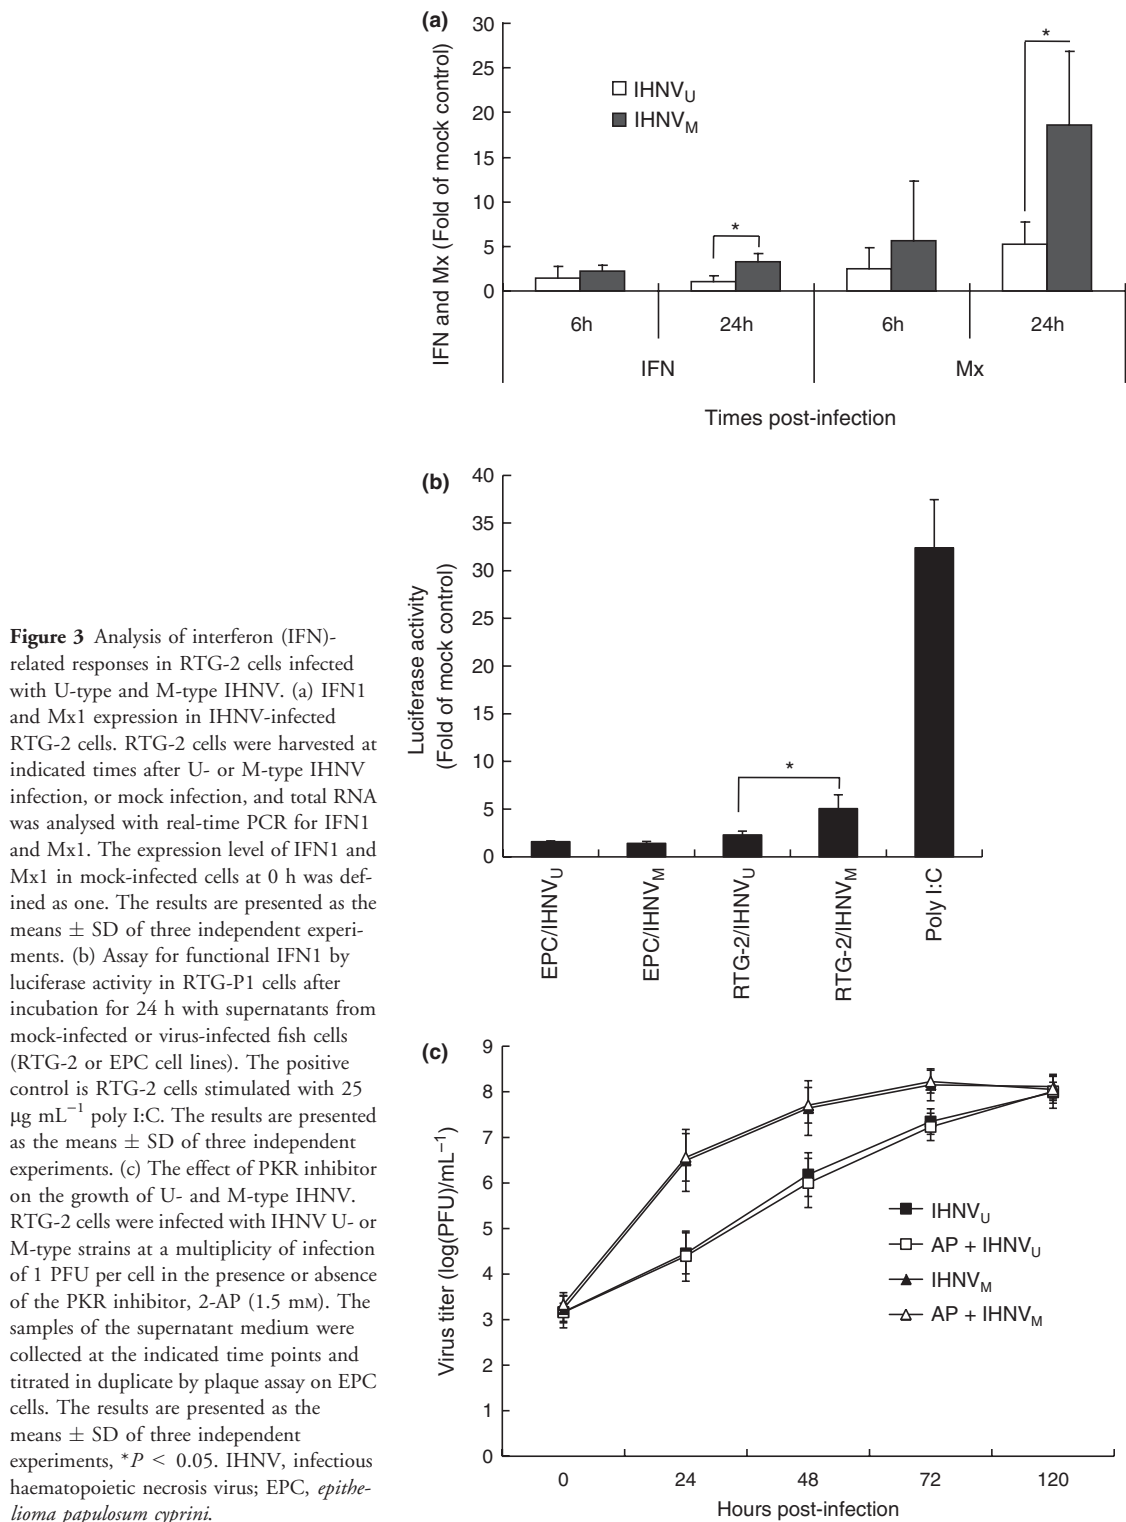 (a)
30
25
20
15
10
5
0
IFN and Mx (Fold of mock control)
IHNVU
IHNVM
*
*
6h
24h
6h
24h
IFN
Mx
Times post-infection
(b)
40
35
30
25
20
15
10
5
0
Luciferase activity
(Fold of mock control)
*
EPC/IHNVU
EPC/IHNVM
RTG-2/IHNVU
RTG-2/IHNVM
Poly I:C
(c)
9
8
7
6
5
4
3
2
1
0
Virus titer (log(PFU)/mL−1)
IHNVU
AP + IHNVU
IHNVM
AP + IHNVM
0
24
48
72
120
Hours post-infection
Figure 3 Analysis of interferon (IFN)-
related responses in RTG-2 cells infected
with U-type and M-type IHNV. (a) IFN1
and Mx1 expression in IHNV-infected
RTG-2 cells. RTG-2 cells were harvested at
indicated times after U- or M-type IHNV
infection, or mock infection, and total RNA
was analysed with real-time PCR for IFN1
and Mx1. The expression level of IFN1 and
Mx1 in mock-infected cells at 0 h was def-
ined as one. The results are presented as the
means ± SD of three independent experi-
ments. (b) Assay for functional IFN1 by
luciferase activity in RTG-P1 cells after
incubation for 24 h with supernatants from
mock-infected or virus-infected fish cells
(RTG-2 or EPC cell lines). The positive
control is RTG-2 cells stimulated with 25
μg mL−1 poly I:C. The results are presented
as the means ± SD of three independent
experiments. (c) The effect of PKR inhibitor
on the growth of U- and M-type IHNV.
RTG-2 cells were infected with IHNV U- or
M-type strains at a multiplicity of infection
of 1 PFU per cell in the presence or absence
of the PKR inhibitor, 2-AP (1.5 mM). The
samples of the supernatant medium were
collected at the indicated time points and
titrated in duplicate by plaque assay on EPC
cells. The results are presented as the
means ± SD of three independent
experiments, *P < 0.05. IHNV, infectious
haematopoietic necrosis virus; EPC, epithe-
lioma papulosum cyprini.